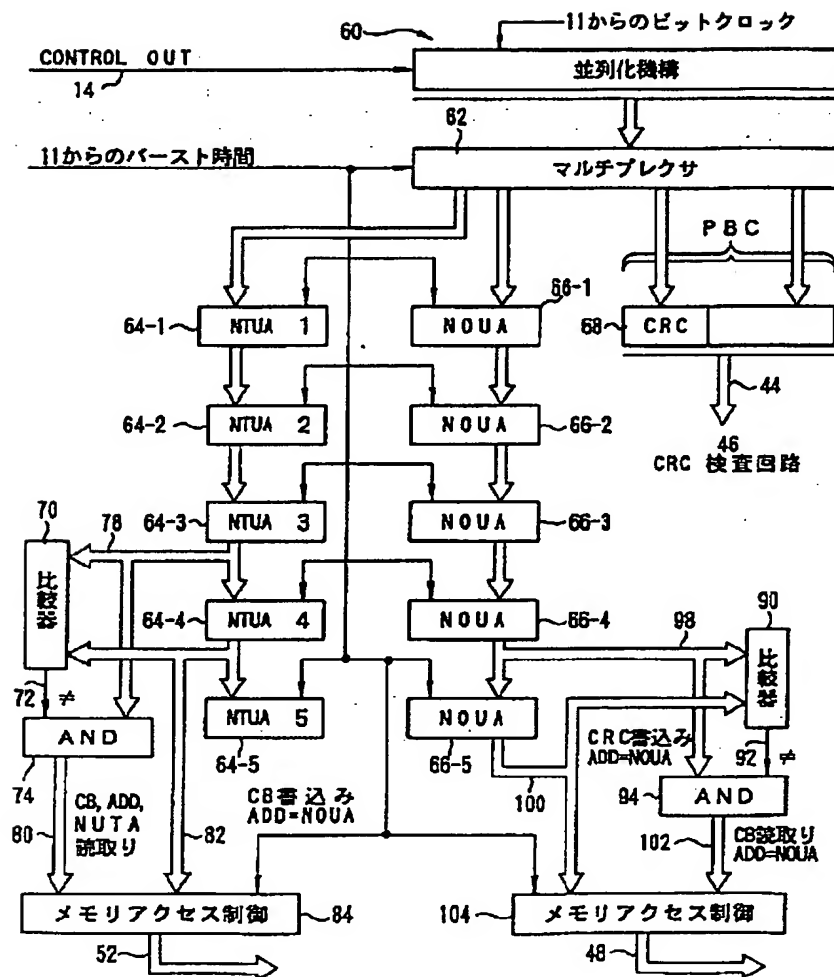 60
11からのビットクロック
CONTROL OUT
14
並列化機構
62
11からのバースト時間
マルチプレクサ
PBC
64-1
NTUA 1
66-1
NOUA
68
CRC
44
64-2
NTUA 2
NOUA
66-2
46
CRC 検査回路
70
78
64-3
NTUA 3
NOUA
66-3
比較器
64-4
NTUA 4
NOUA
66-4
98
90
比較器
72
≠
NTUA 5
64-5
NOUA
66-5
AND
74
CRC書込み
ADD=NOUA
92
≠
100
94
AND
80
CB, ADD,
NUTA
読取り
82
CB書込み
ADD=NOUA
102
CB読取り
ADD=NOUA
メモリアクセス制御
84
104
メモリアクセス制御
52
48